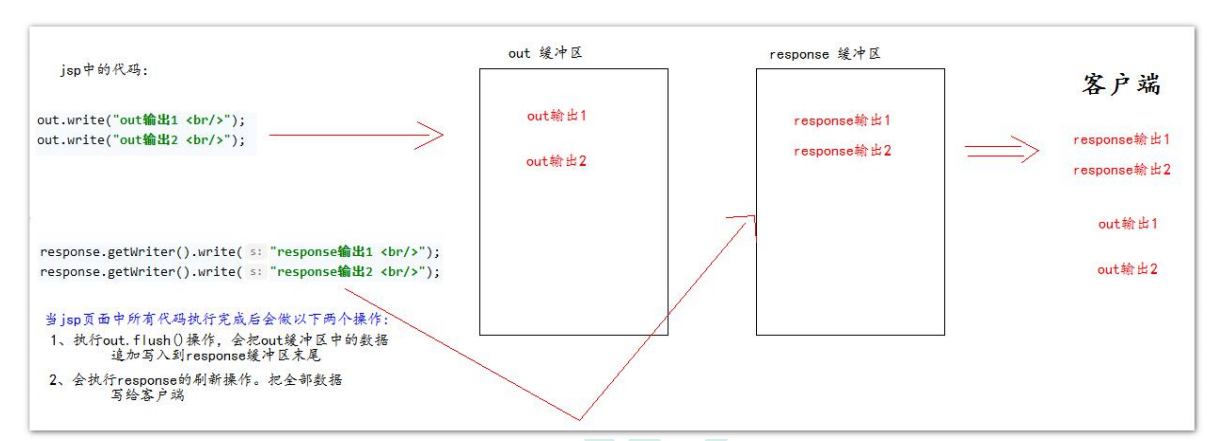 jsp中的代码:
out.write("out输出1 <br/>");
out.write("out输出2 <br/>");
response.getWriter().write( s: "response输出1 <br/>");
response.getWriter().write( s: "response输出2 <br/>");
当jsp页面中所有代码执行完成后会做以下两个操作:
1、执行out.flush()操作, 会把out缓冲区中的数据
追加写入到response缓冲区末尾
2、会执行response的刷新操作。把全部数据
写给客户端
out 缓冲区
out输出1
out输出2
response 缓冲区
response输出1
response输出2
客户端
response输出1
response输出2
out输出1
out输出2